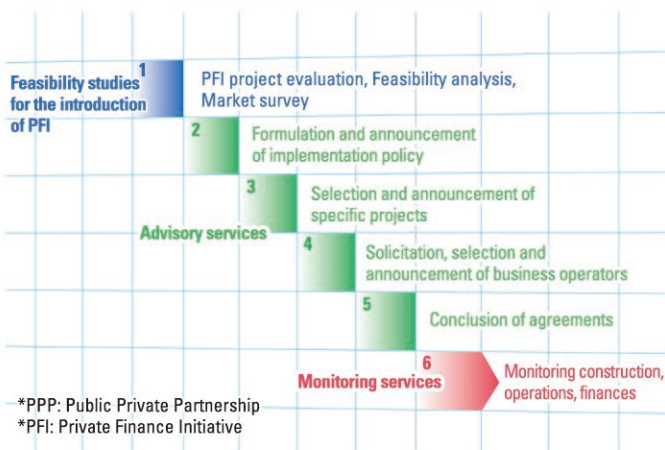 1
Feasibility studies
for the introduction
of PFI
PFI project evaluation, Feasibility analysis,
Market survey
2
Formulation and announcement
of implementation policy
3
Selection and announcement of
specific projects
Advisory services
4
Solicitation, selection and
announcement of business operators
5
Conclusion of agreements
6
Monitoring services
Monitoring construction,
operations, finances
*PPP: Public Private Partnership
*PFI: Private Finance Initiative